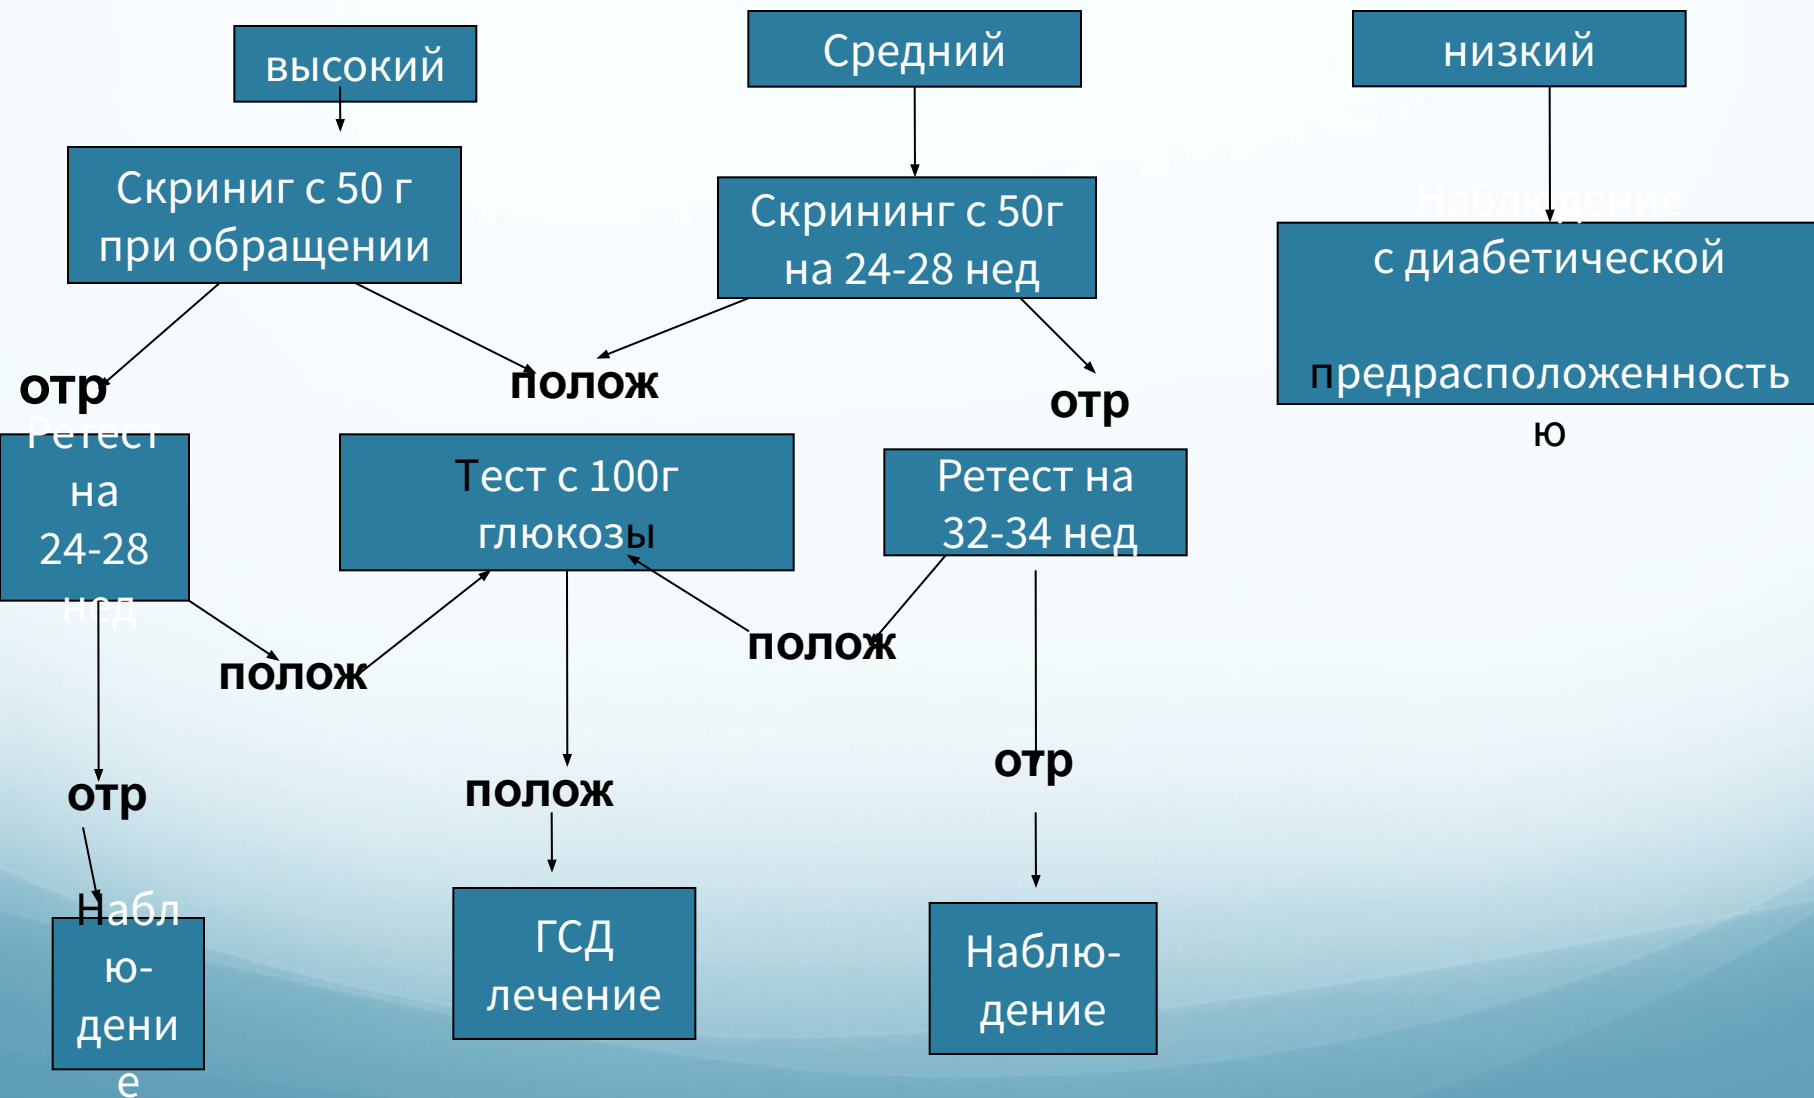 высокий
Средний
низкий
Скриниг с 50 г
при обращении
Скрининг с 50г
на 24-28 нед
Наблюдение
с диабетической
предрасположенность
ю
отр
полож
отр
Ретест
на
24-28
нед
Тест с 100г
глюкозы
Ретест на
32-34 нед
полож
полож
отр
полож
отр
Набл
ю-
дени
е
ГСД
лечение
Наблю-
дение